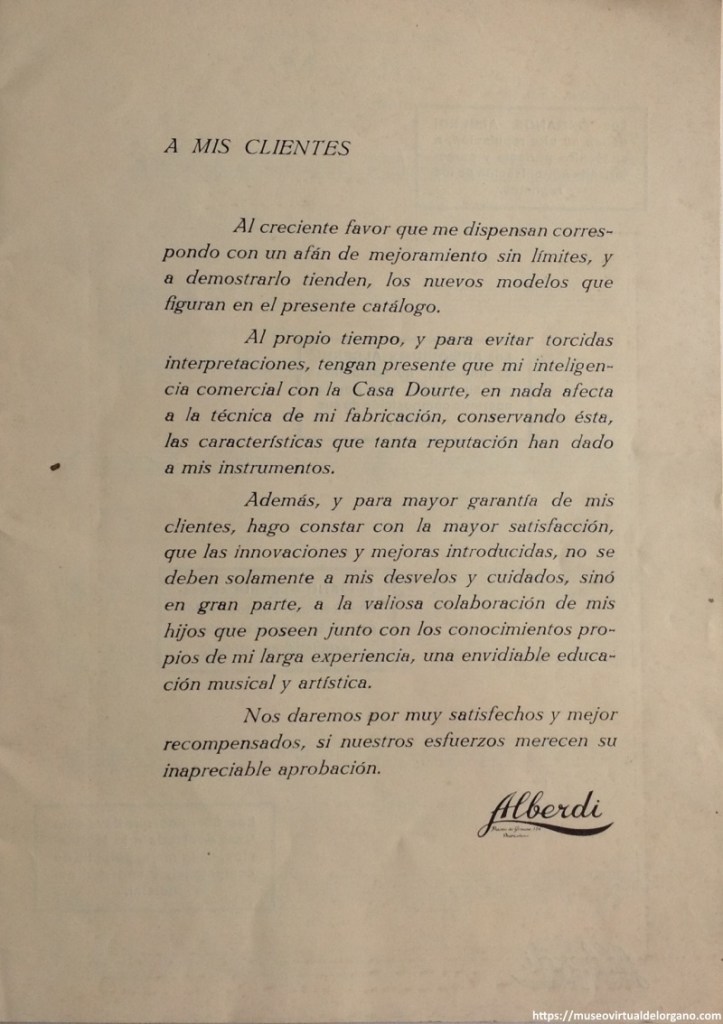 A MIS CLIENTES
Al creciente favor que me dispensan corres-
pondo con un afán de mejoramiento sin límites, y
a demostrarlo tienden, los nuevos modelos que
figuran en el presente catálogo.
Al propio tiempo, y para evitar torcidas
interpretaciones, tengan presente que mi inteligen-
cia comercial con la Casa Dourte, en nada afecta
a la técnica de mi fabricación, conservando ésta,
las características que tanta reputación han dado
a mis instrumentos.
Además, y para mayor garantía de mis
clientes, hago constar con la mayor satisfacción,
que las innovaciones y mejoras introducidas, no se
deben solamente a mis desvelos y cuidados, sinó
en gran parte, a la valiosa colaboración de mis
hijos que poseen junto con los conocimientos pro-
pios de mi larga experiencia, una envidiable educa-
ción musical y artística.
Nos daremos por muy satisfechos y mejor
recompensados, si nuestros esfuerzos merecen su
inapreciable aprobación.
Alberdi
https://museovirtualdelorgano.com